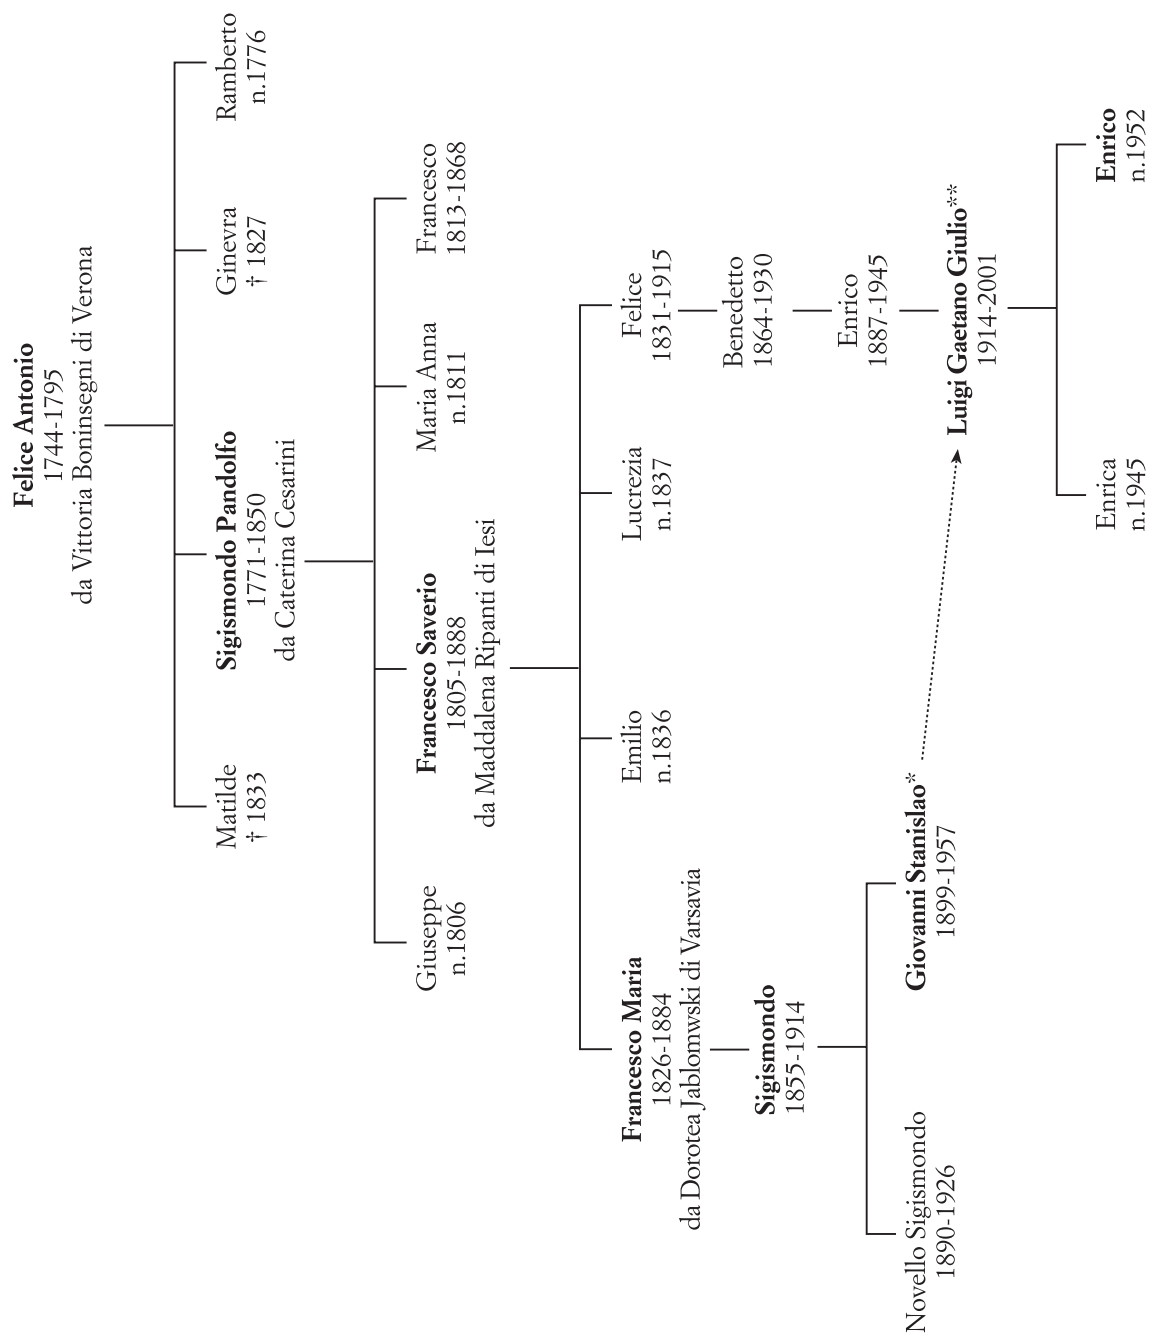 Felice Antonio
1744-1795
da Vittoria Boninsegni di Verona
Matilde
† 1833
Sigismondo Pandolfo
1771-1850
da Caterina Cesarini
Ginevra
† 1827
Ramberto
n.1776
Giuseppe
n.1806
Francesco Saverio
1805-1888
da Maddalena Ripanti di Iesi
Maria Anna
n.1811
Francesco
1813-1868
Francesco Maria
1826-1884
da Dorotea Jablomwski di Varsavia
Emilio
n.1836
Lucrezia
n.1837
Felice
1831-1915
Sigismondo
1855-1914
Benedetto
1864-1930
Enrico
1887-1945
Novello Sigismondo
1890-1926
Giovanni Stanislao*
1899-1957
Luigi Gaetano Giulio**
1914-2001
Enrica
n.1945
Enrico
n.1952